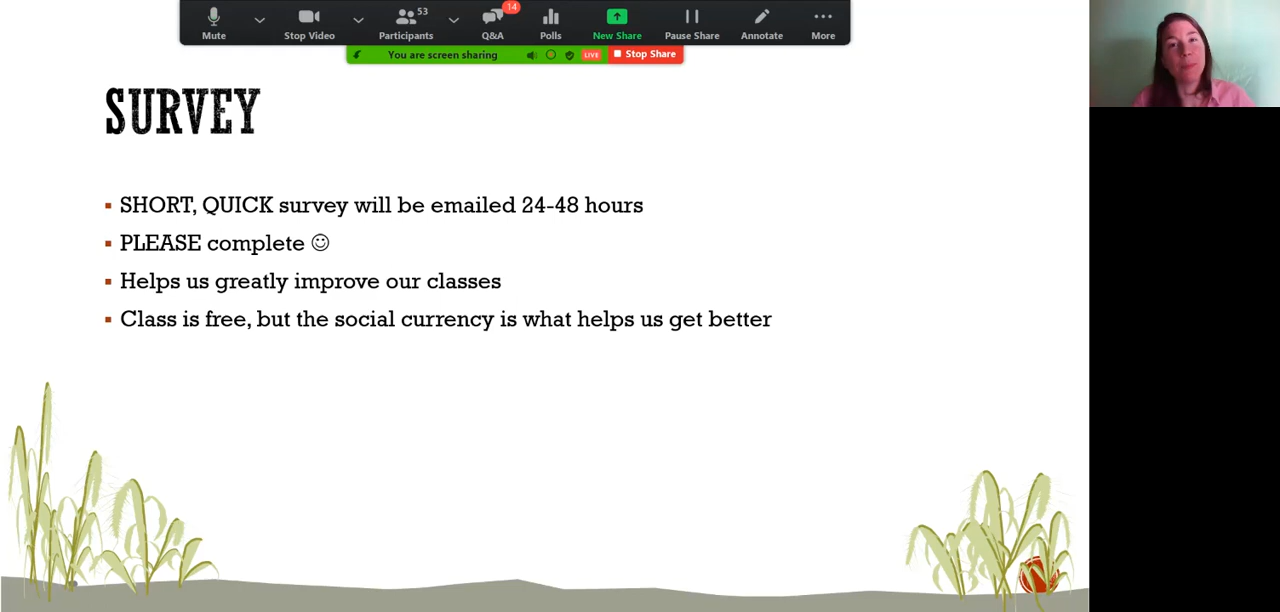 53
14
Mute
Stop Video
Participants
Q&A
Polls
New Share
Pause Share
Annotate
More
You are screen sharing
LIVE
Stop Share
SURVEY
SHORT, QUICK survey will be emailed 24-48 hours
PLEASE complete ☺
Helps us greatly improve our classes
Class is free, but the social currency is what helps us get better